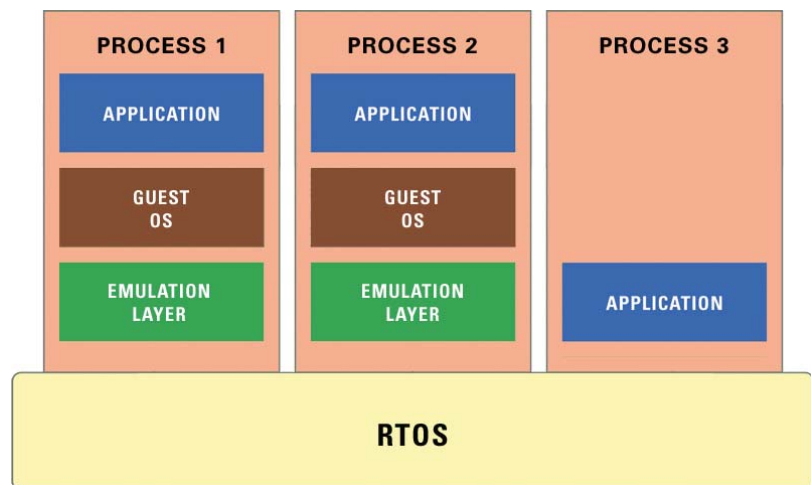 PROCESS 1
APPLICATION
GUEST
OS
EMULATION
LAYER
PROCESS 2
APPLICATION
GUEST
OS
EMULATION
LAYER
PROCESS 3
APPLICATION
RTOS